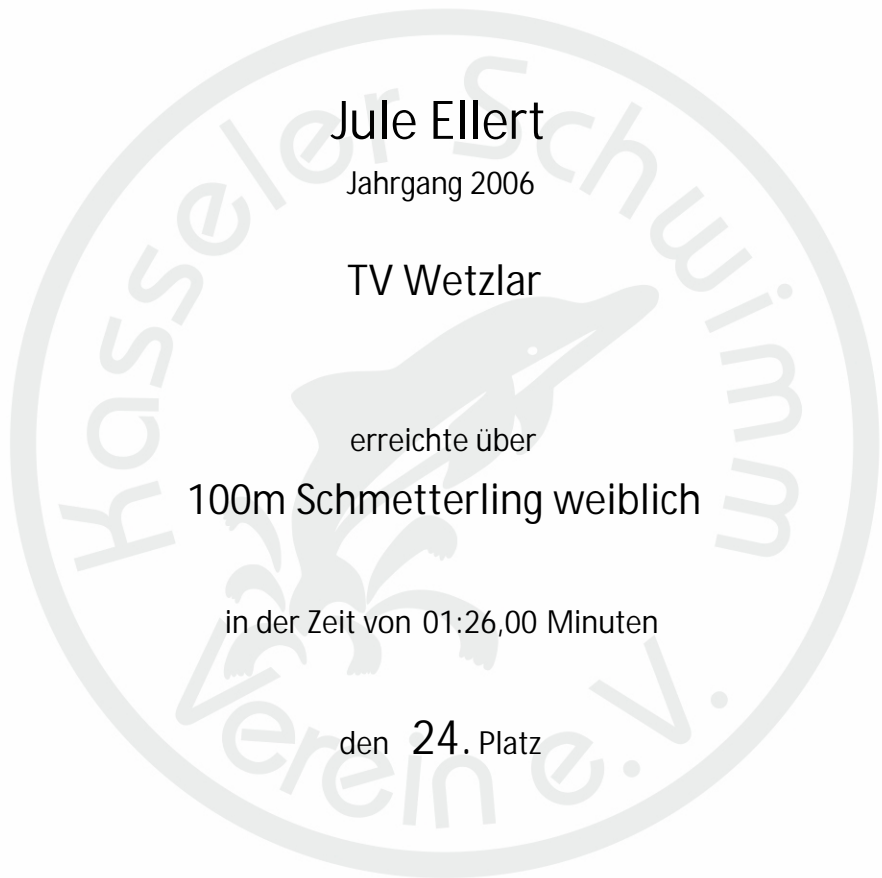 Kasseler Schwimm
Verein e.V.
Jule Ellert
Jahrgang 2006
TV Wetzlar
erreichte über
100m Schmetterling weiblich
in der Zeit von 01:26,00 Minuten
den 24. Platz